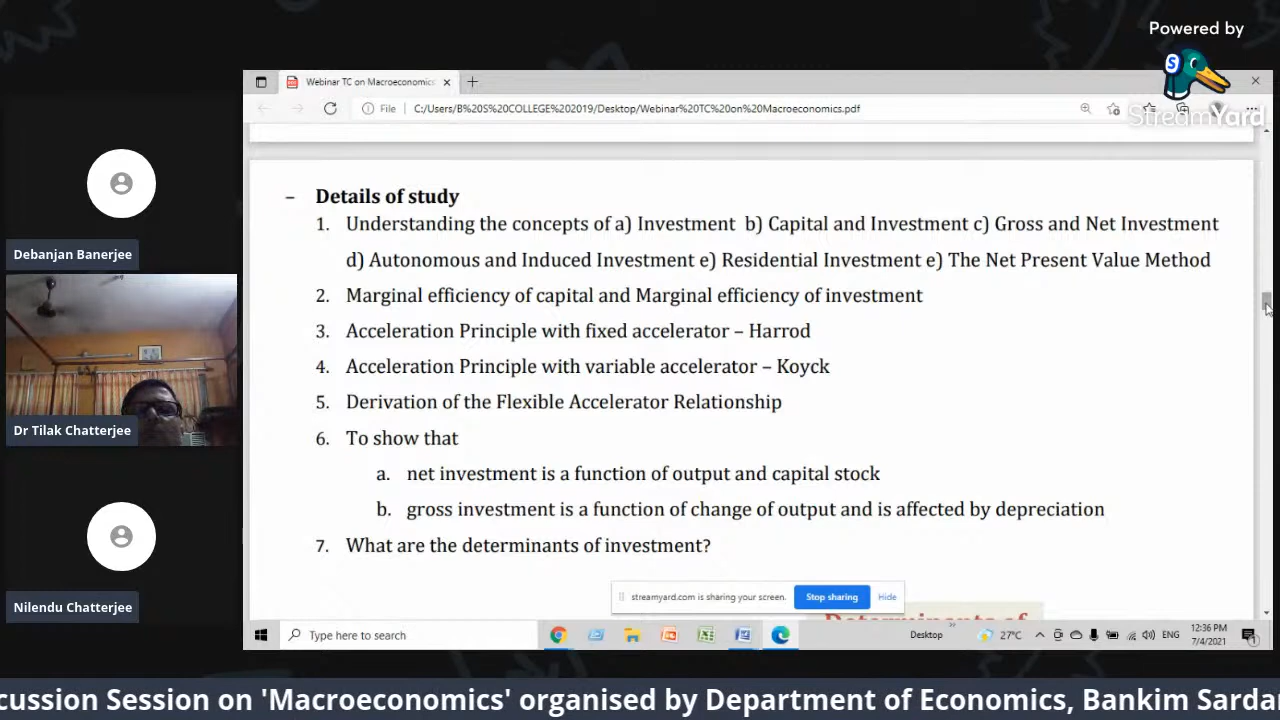 Powered by
S
StreamYard
Webinar TC on Macroeconomics
File
C:/Users/B%20S%20COLLEGE%202019/Desktop/Webinar%20TC%20on%20Macroeconomics.pdf
– Details of study
1. Understanding the concepts of a) Investment b) Capital and Investment c) Gross and Net Investment
d) Autonomous and Induced Investment e) Residential Investment e) The Net Present Value Method
2. Marginal efficiency of capital and Marginal efficiency of investment
3. Acceleration Principle with fixed accelerator – Harrod
4. Acceleration Principle with variable accelerator – Koyck
5. Derivation of the Flexible Accelerator Relationship
6. To show that
a. net investment is a function of output and capital stock
b. gross investment is a function of change of output and is affected by depreciation
7. What are the determinants of investment?
Determinants of
streamyard.com is sharing your screen.
Stop sharing
Hide
Debanjan Banerjee
Dr Tilak Chatterjee
Nilendu Chatterjee
Type here to search
Desktop
27°C
ENG
12:36 PM
7/4/2021
cussion Session on 'Macroeconomics' organised by Department of Economics, Bankim Sardar